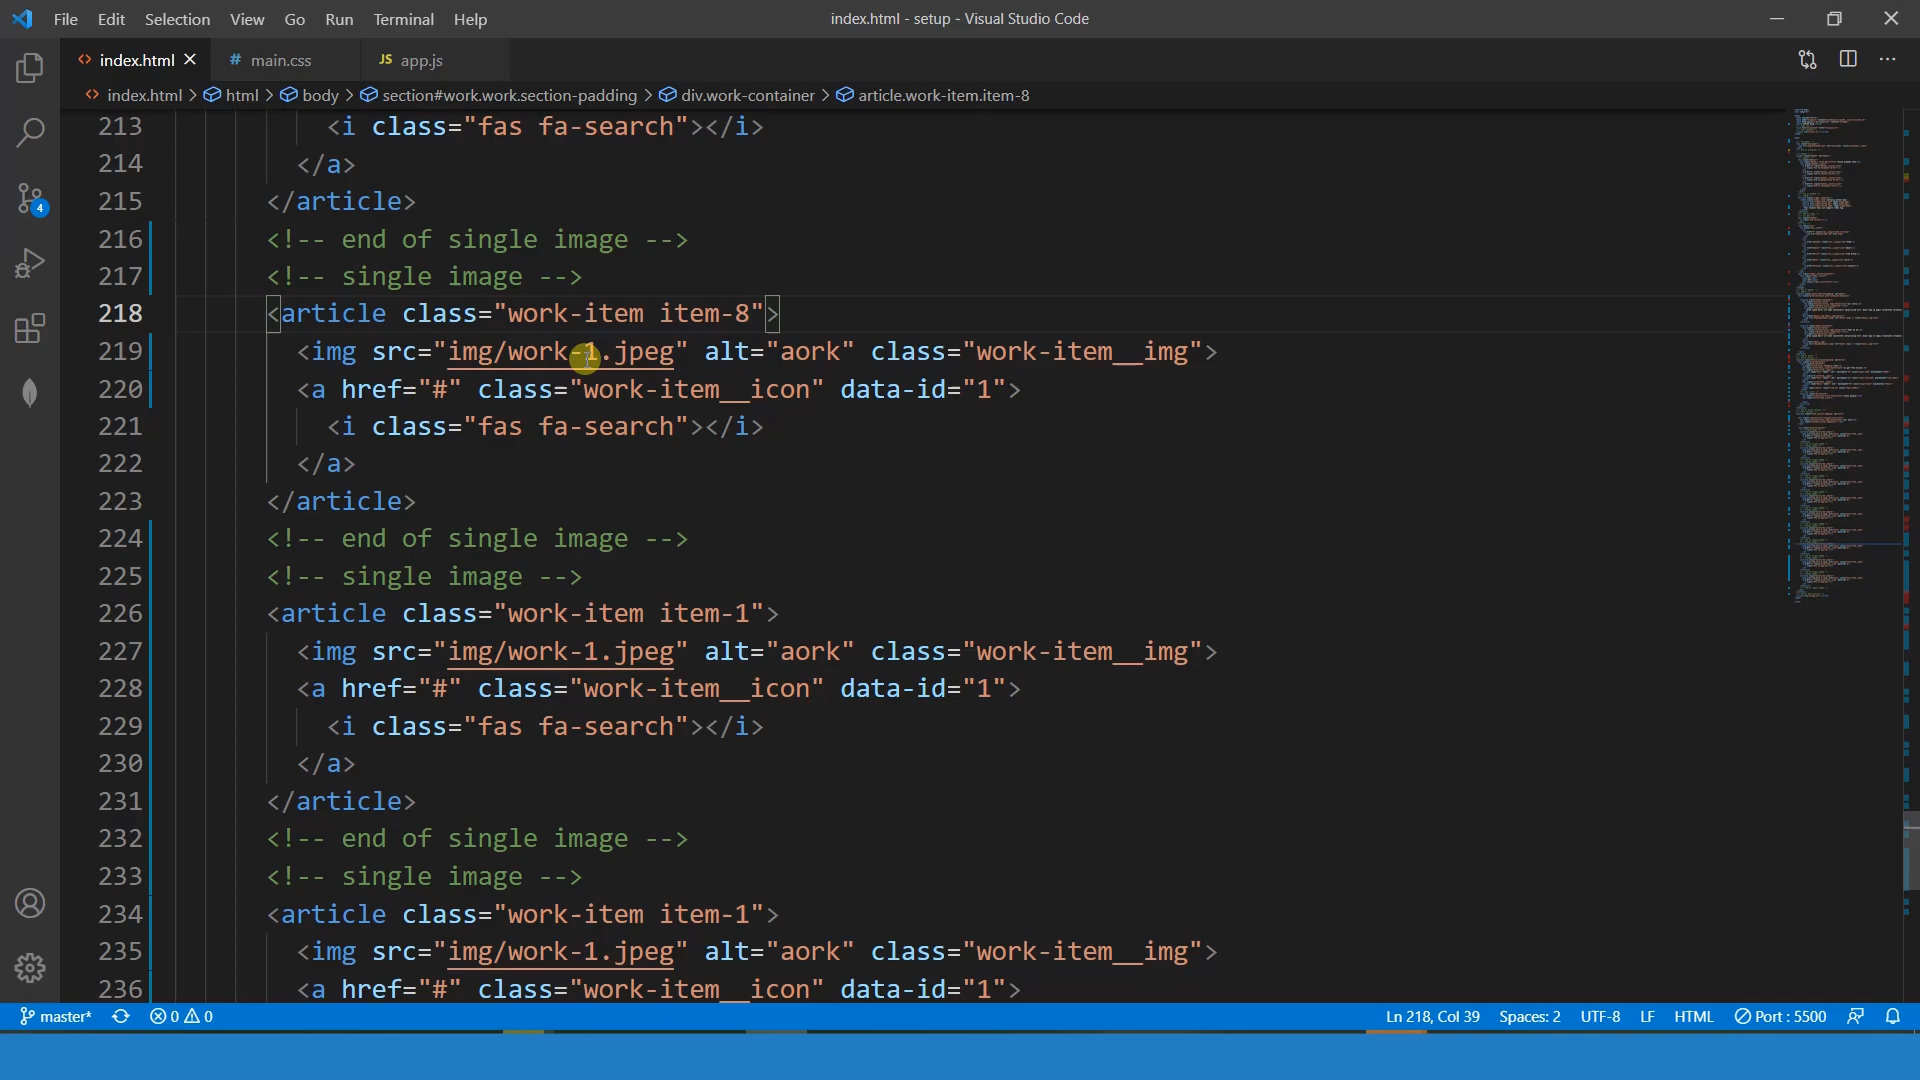 File Edit Selection View Go Run Terminal Help
index.html - setup - Visual Studio Code
index.html
# main.css
JS app.js
index.html > html > body > section#work.work.section-padding > div.work-container > article.work-item.item-8
213 <i class="fas fa-search"></i>
214 </a>
215 </article>
216 <!-- end of single image -->
217 <!-- single image -->
218 <article class="work-item item-8">
219 <img src="img/work-1.jpeg" alt="aork" class="work-item__img">
220 <a href="#" class="work-item__icon" data-id="1">
221 <i class="fas fa-search"></i>
222 </a>
223 </article>
224 <!-- end of single image -->
225 <!-- single image -->
226 <article class="work-item item-1">
227 <img src="img/work-1.jpeg" alt="aork" class="work-item__img">
228 <a href="#" class="work-item__icon" data-id="1">
229 <i class="fas fa-search"></i>
230 </a>
231 </article>
232 <!-- end of single image -->
233 <!-- single image -->
234 <article class="work-item item-1">
235 <img src="img/work-1.jpeg" alt="aork" class="work-item__img">
236 <a href="#" class="work-item__icon" data-id="1">
4
master* 0 0
Ln 218, Col 39 Spaces: 2 UTF-8 LF HTML Port : 5500